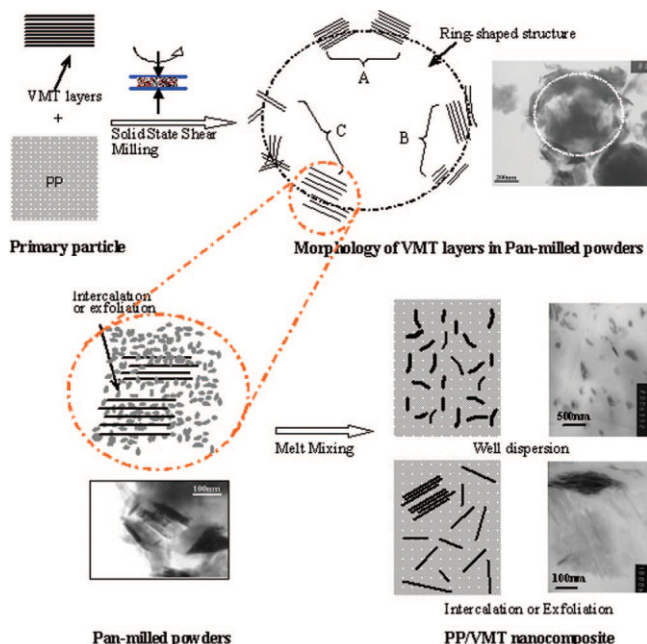 Ring-shaped structure
A
VMT layers
+
Solid State Shear
Milling
C
B
PP
200nm
Primary particle
Morphology of VMT layers in Pan-milled powders
Intercalation
or exfoliation
500nm
Melt Mixing
Well dispersion
100nm
100nm
Intercalation or Exfoliation
Pan-milled powders
PP/VMT nanocomposite